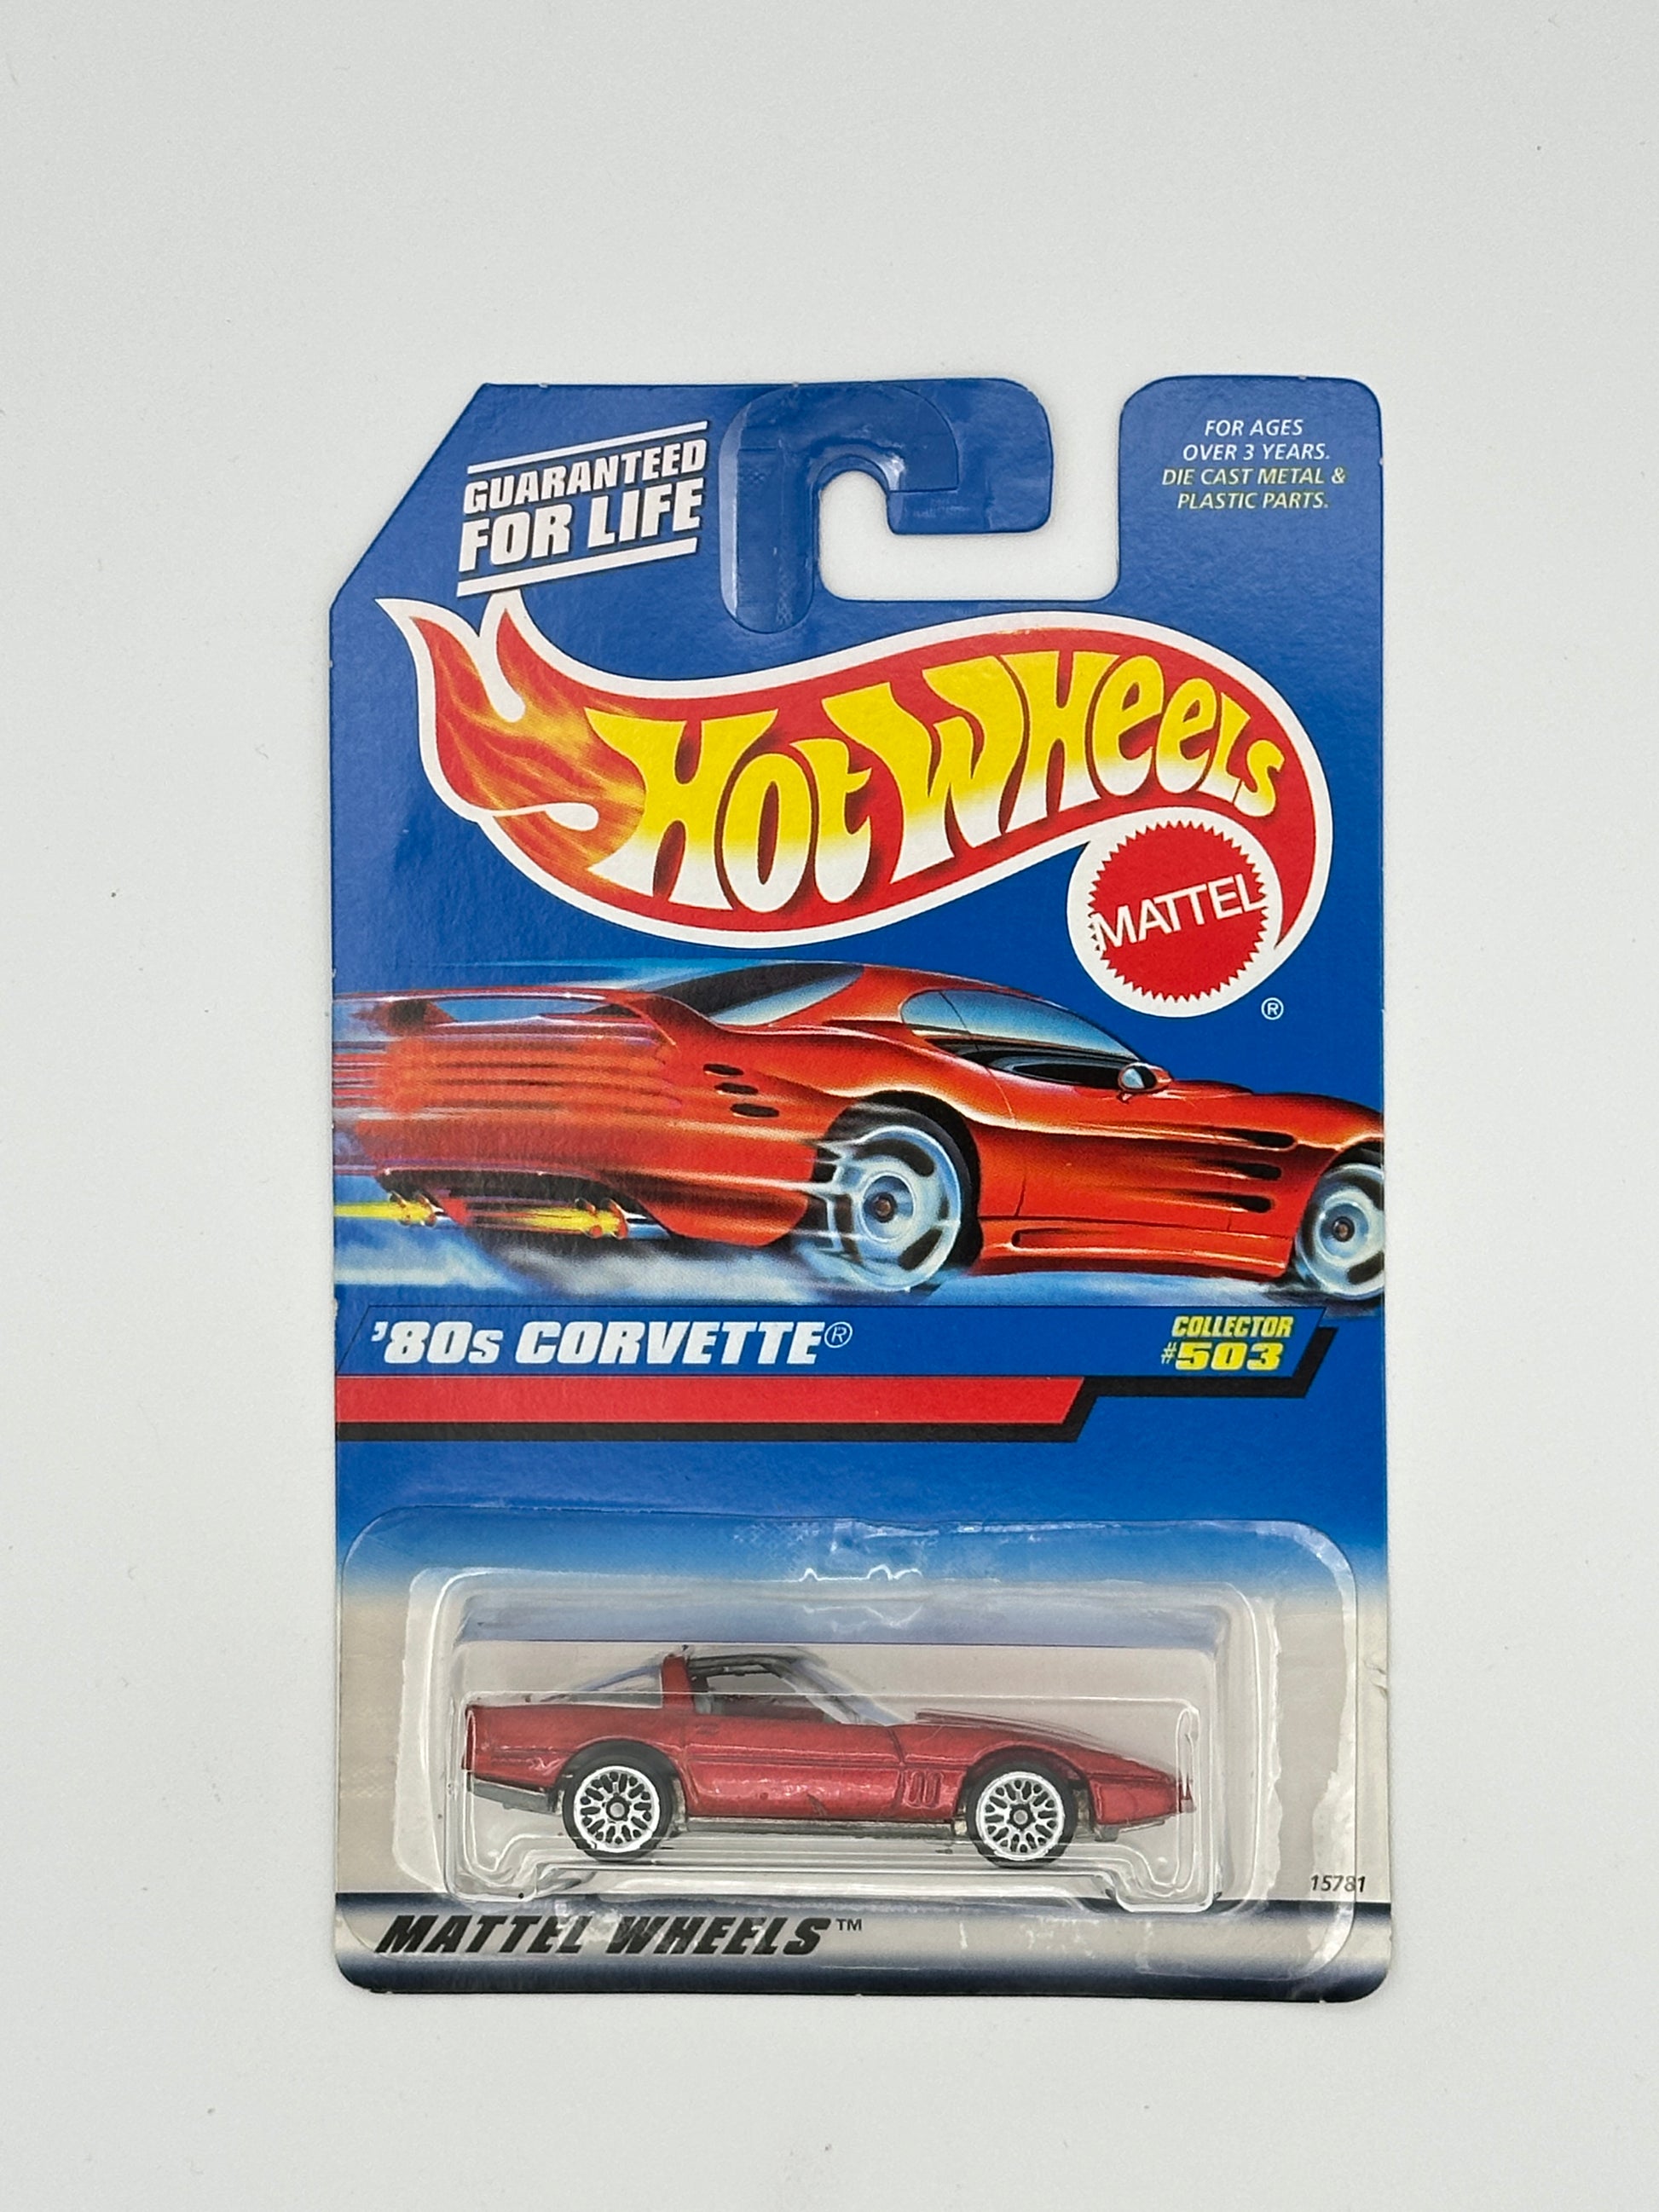 GUARANTEED
FOR LIFE
FOR AGES
OVER 3 YEARS.
DIE CAST METAL &
PLASTIC PARTS.
HOT WHEELS
MATTEL
®
'80s CORVETTE®
COLLECTOR
#503
15781
MATTEL WHEELS™